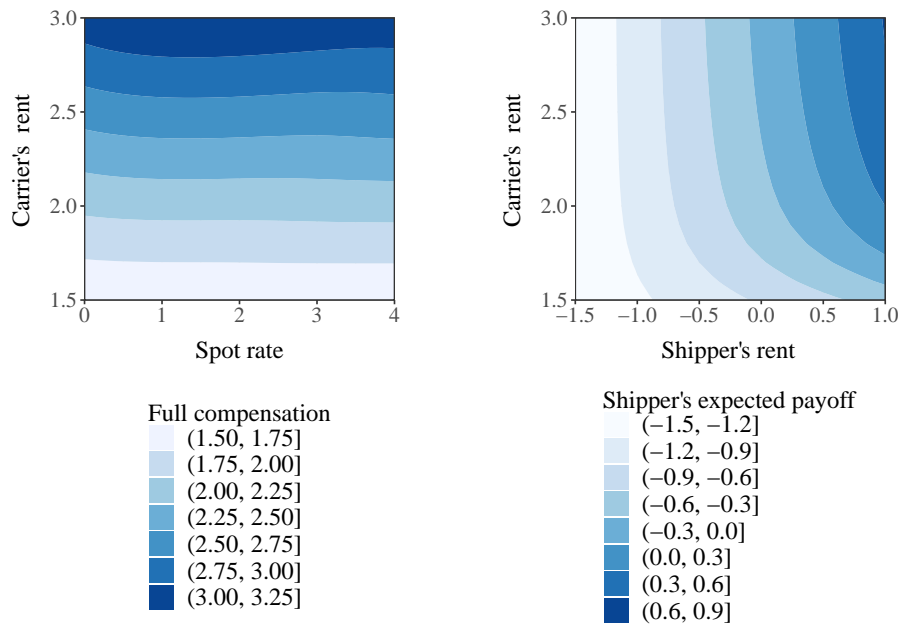 3.0
2.5
2.0
1.5
Carrier's rent
0 1 2 3 4
Spot rate
Full compensation
(1.50, 1.75]
(1.75, 2.00]
(2.00, 2.25]
(2.25, 2.50]
(2.50, 2.75]
(2.75, 3.00]
(3.00, 3.25]
3.0
2.5
2.0
1.5
Carrier's rent
−1.5 −1.0 −0.5 0.0 0.5 1.0
Shipper's rent
Shipper's expected payoff
(−1.5, −1.2]
(−1.2, −0.9]
(−0.9, −0.6]
(−0.6, −0.3]
(−0.3, 0.0]
(0.0, 0.3]
(0.3, 0.6]
(0.6, 0.9]